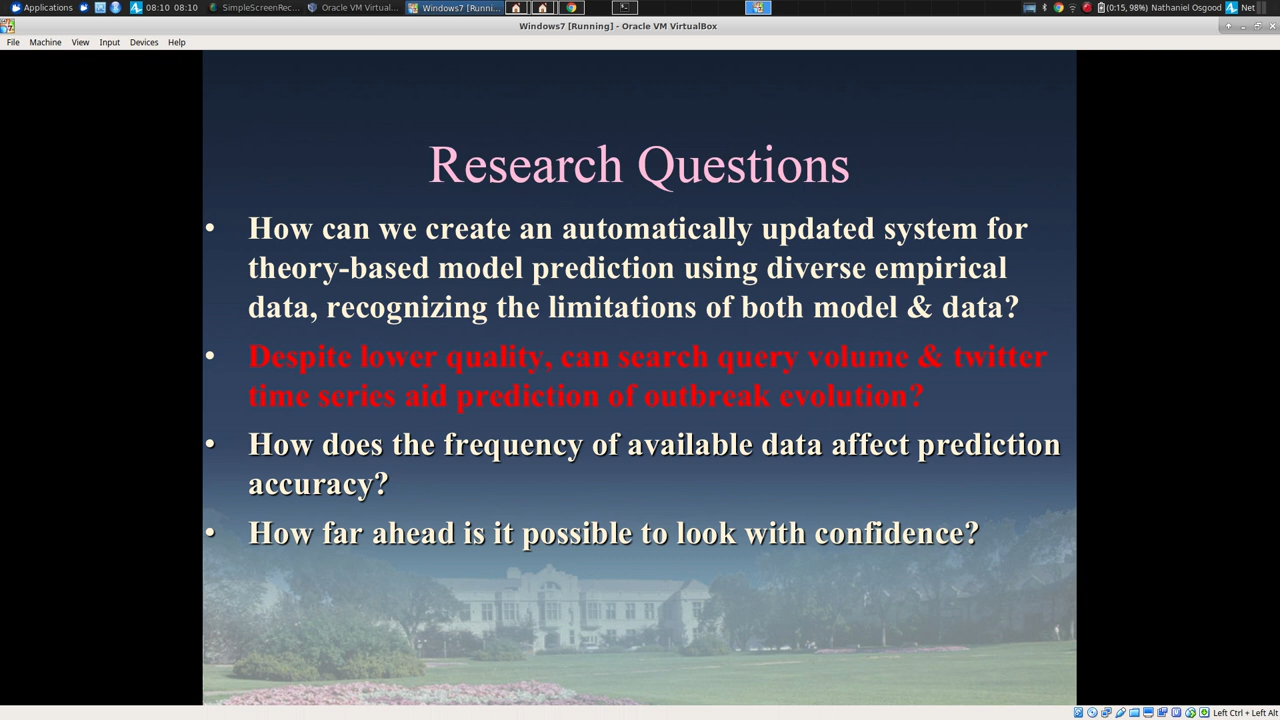 Applications 08:10 08:10 SimpleScreenRec... Oracle VM Virtual... Windows7 [Runni... (0:15, 98%) Nathaniel Osgood Net
Windows7 [Running] - Oracle VM VirtualBox
File Machine View Input Devices Help
Research Questions
• How can we create an automatically updated system for
theory-based model prediction using diverse empirical
data, recognizing the limitations of both model & data?
• Despite lower quality, can search query volume & twitter
time series aid prediction of outbreak evolution?
• How does the frequency of available data affect prediction
accuracy?
• How far ahead is it possible to look with confidence?
Left Ctrl + Left Alt